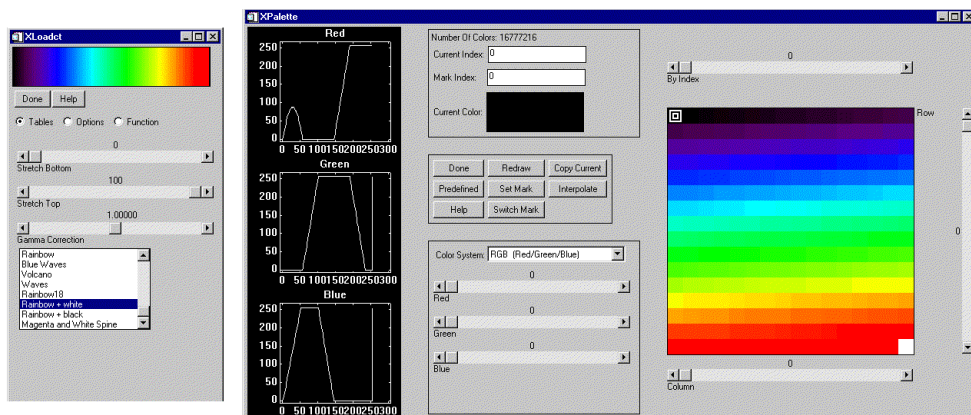 XLoadct
Done Help
Tables Options Function
0
Stretch Bottom
100
Stretch Top
1.00000
Gamma Correction
Rainbow
Blue Waves
Volcano
Waves
Rainbow18
Rainbow + white
Rainbow + black
Magenta and White Spine
XPalette
Red
250
200
150
100
50
0
0 50 100150200250300
Green
250
200
150
100
50
0
0 50 100150200250300
Blue
250
200
150
100
50
0
0 50 100150200250300
Number Of Colors: 16777216
Current Index: 0
Mark Index: 0
Current Color:
Done Redraw Copy Current
Predefined Set Mark Interpolate
Help Switch Mark
Color System: RGB (Red/Green/Blue)
0
Red
0
Green
0
Blue
0
By Index
Row
0
0
Column